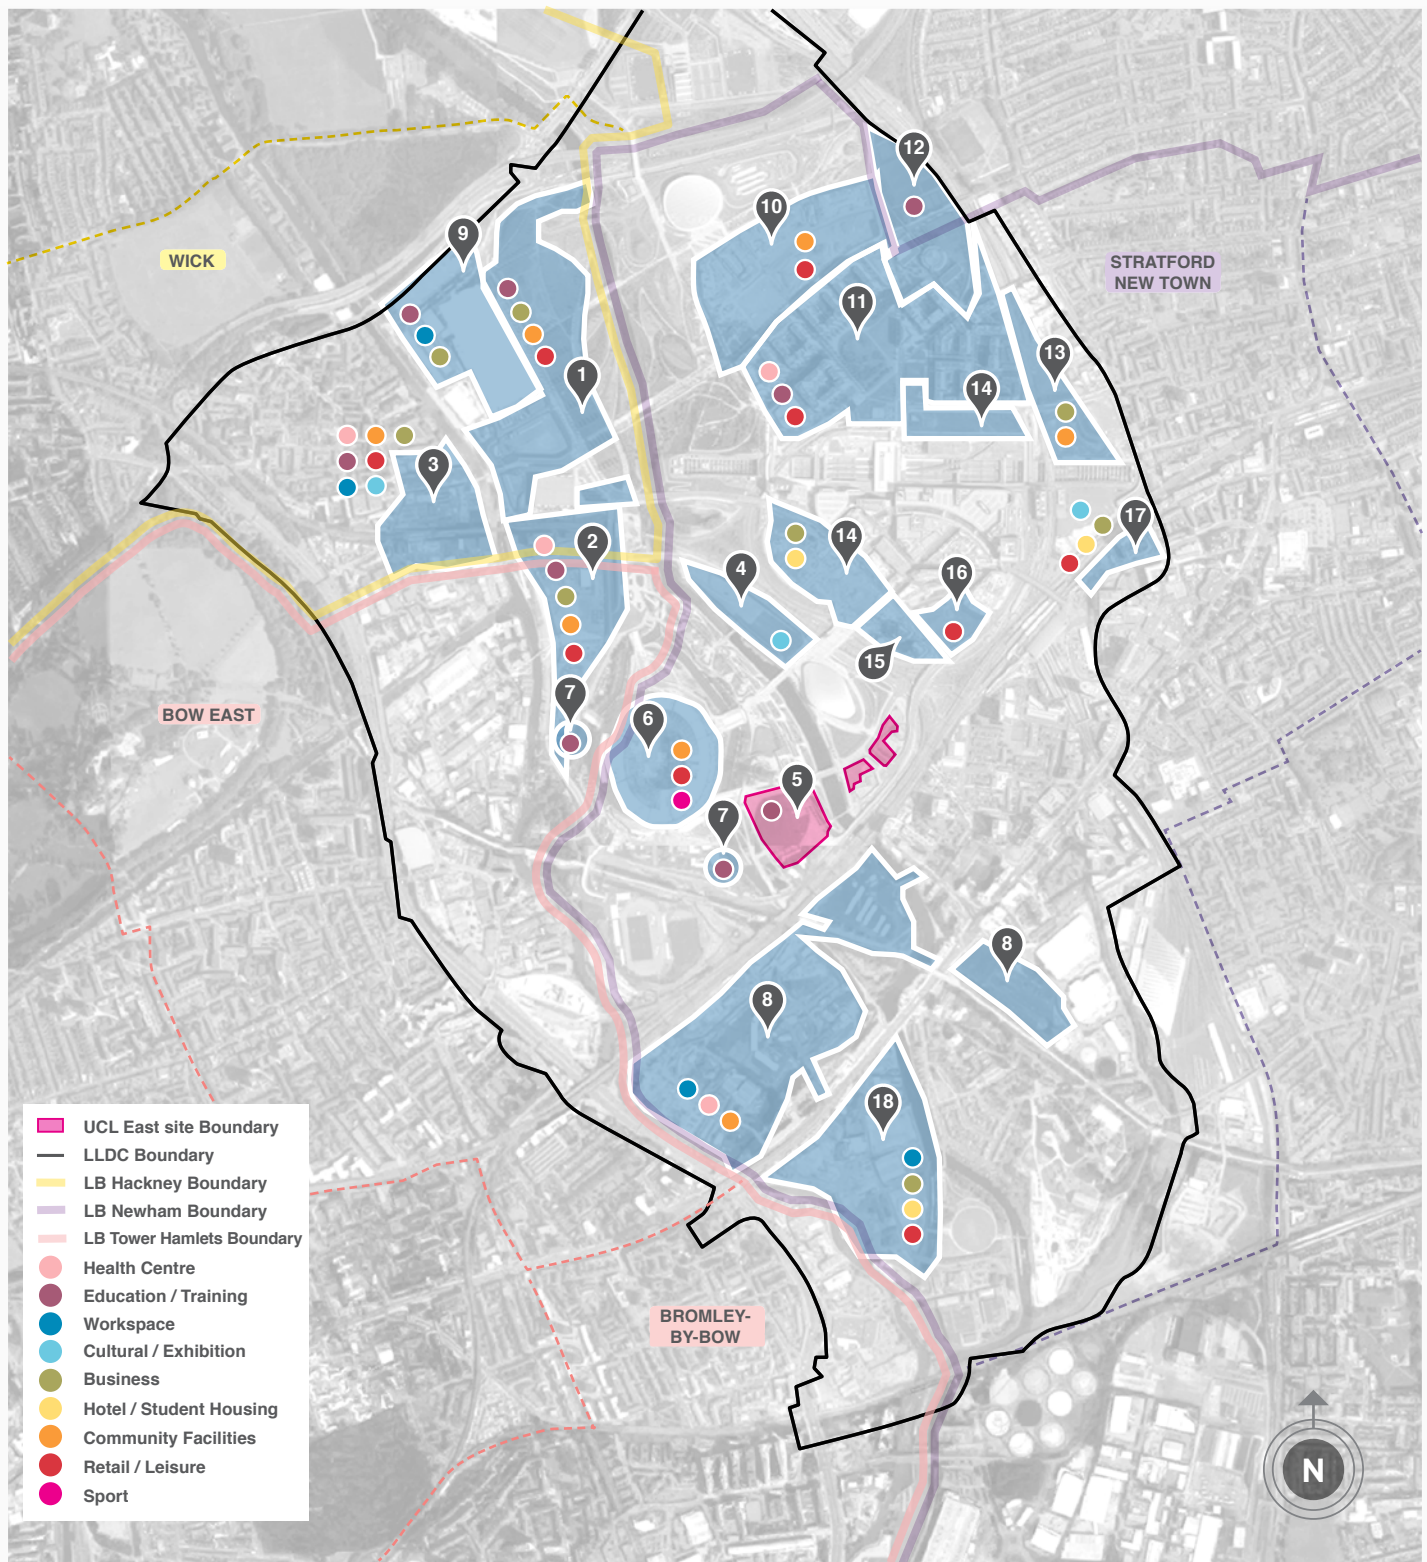 12
10
9
WICK
STRATFORD
NEW TOWN
11
13
1
14
3
17
2
14
4
16
15
7
6
BOW EAST
5
7
8
8
18
UCL East site Boundary
LLDC Boundary
LB Hackney Boundary
LB Newham Boundary
LB Tower Hamlets Boundary
Health Centre
Education / Training
Workspace
Cultural / Exhibition
Business
Hotel / Student Housing
Community Facilities
Retail / Leisure
Sport
BROMLEY-
BY-BOW
N